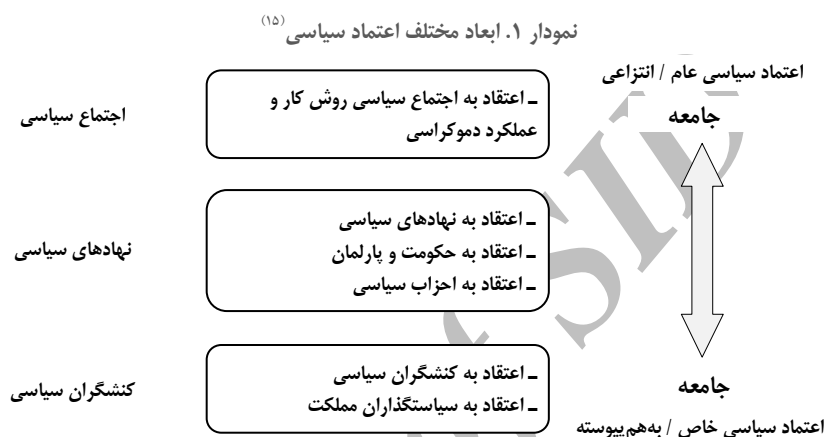 نمودار ۱. ابعاد مختلف اعتماد سیاسی(۱۵)
اعتماد سیاسی عام / انتزاعی
جامعه
ـ اعتقاد به اجتماع سیاسی روش کار و
عملکرد دموکراسی
اجتماع سیاسی
ـ اعتقاد به نهادهای سیاسی
ـ اعتقاد به حکومت و پارلمان
ـ اعتقاد به احزاب سیاسی
نهادهای سیاسی
جامعه
اعتماد سیاسی خاص / به‌هم‌پیوسته
ـ اعتقاد به کنشگران سیاسی
ـ اعتقاد به سیاستگذاران مملکت
کنشگران سیاسی